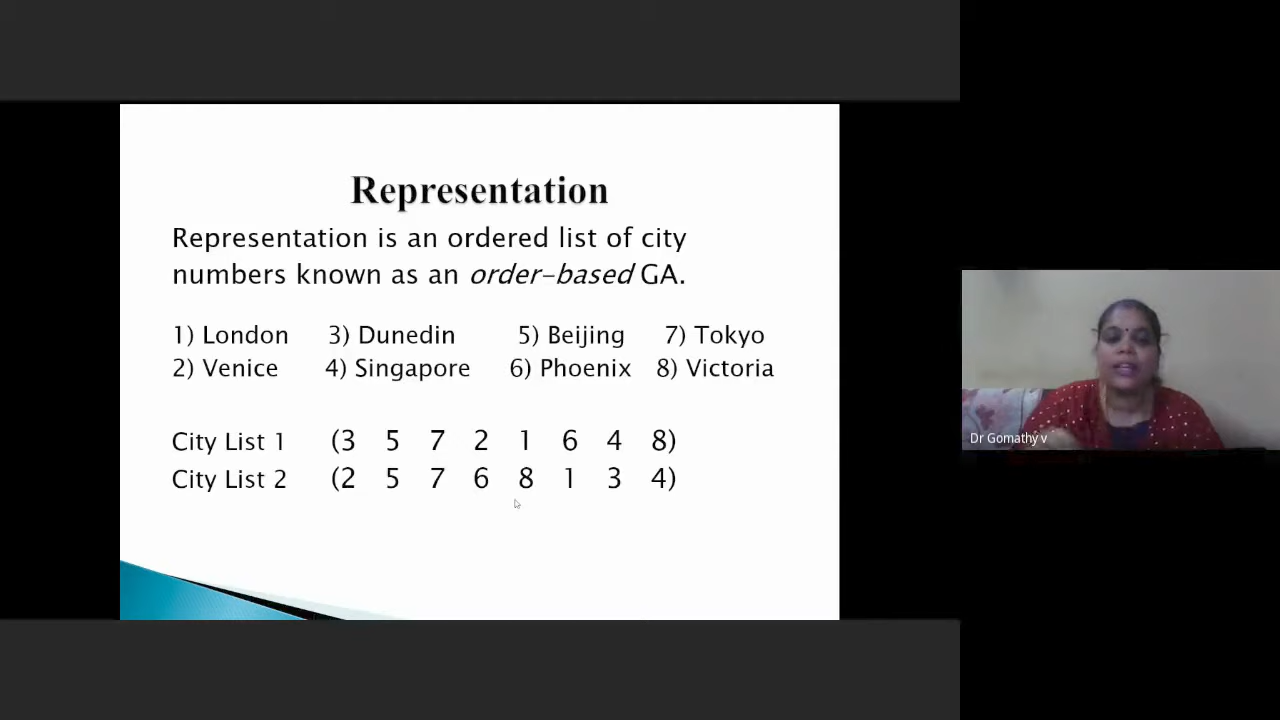 Representation
Representation is an ordered list of city
numbers known as an order-based GA.
1) London 3) Dunedin 5) Beijing 7) Tokyo
2) Venice 4) Singapore 6) Phoenix 8) Victoria
City List 1 (3 5 7 2 1 6 4 8)
City List 2 (2 5 7 6 8 1 3 4)
Dr Gomathy v